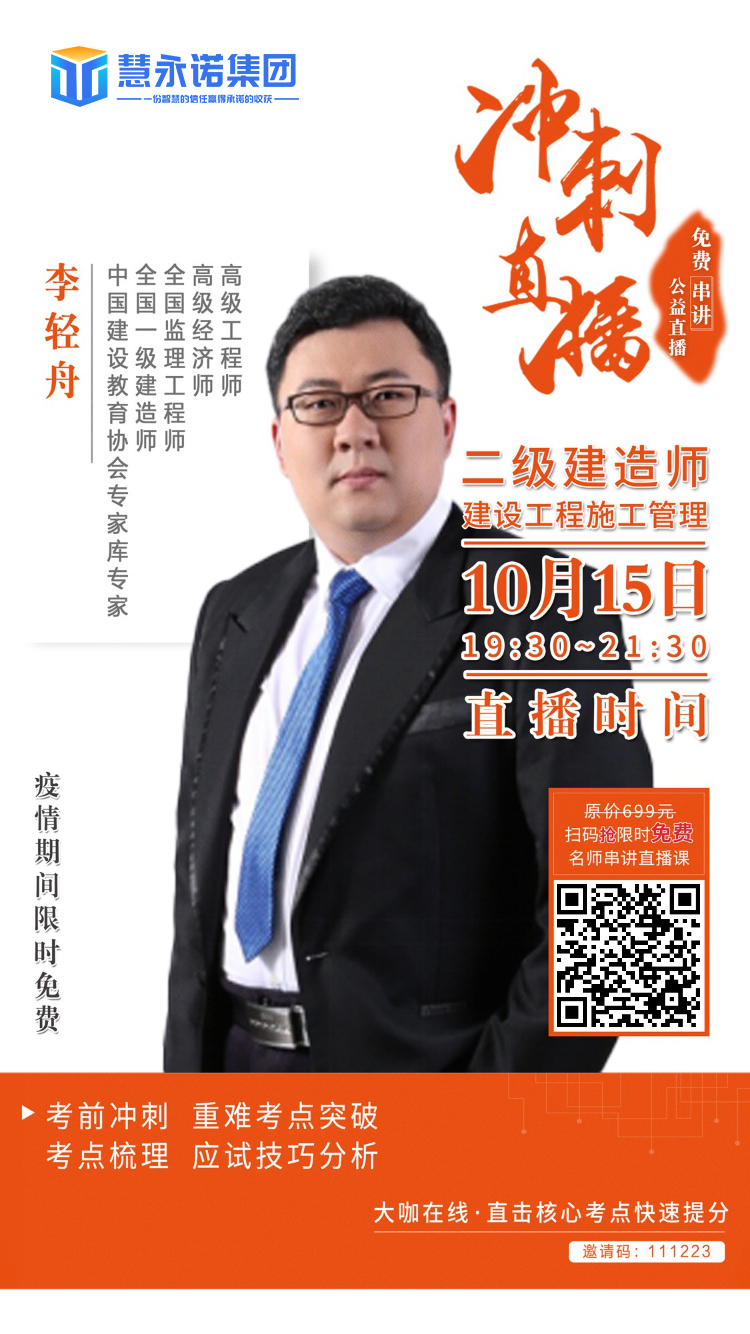 慧永诺集团
一份智慧的信任赢得承诺的收获
冲刺
直播
免费
串讲
公益直播
李轻舟
高级工程师
高级经济师
全国监理工程师
全国一级建造师
中国建设教育协会专家库专家
二级建造师
建设工程施工管理
10月15日
19:30~21:30
直播时间
疫情期间限时免费
原价699元
扫码抢限时免费
名师串讲直播课
考前冲刺 重难考点突破
考点梳理 应试技巧分析
大咖在线·直击核心考点快速提分
邀请码：111223